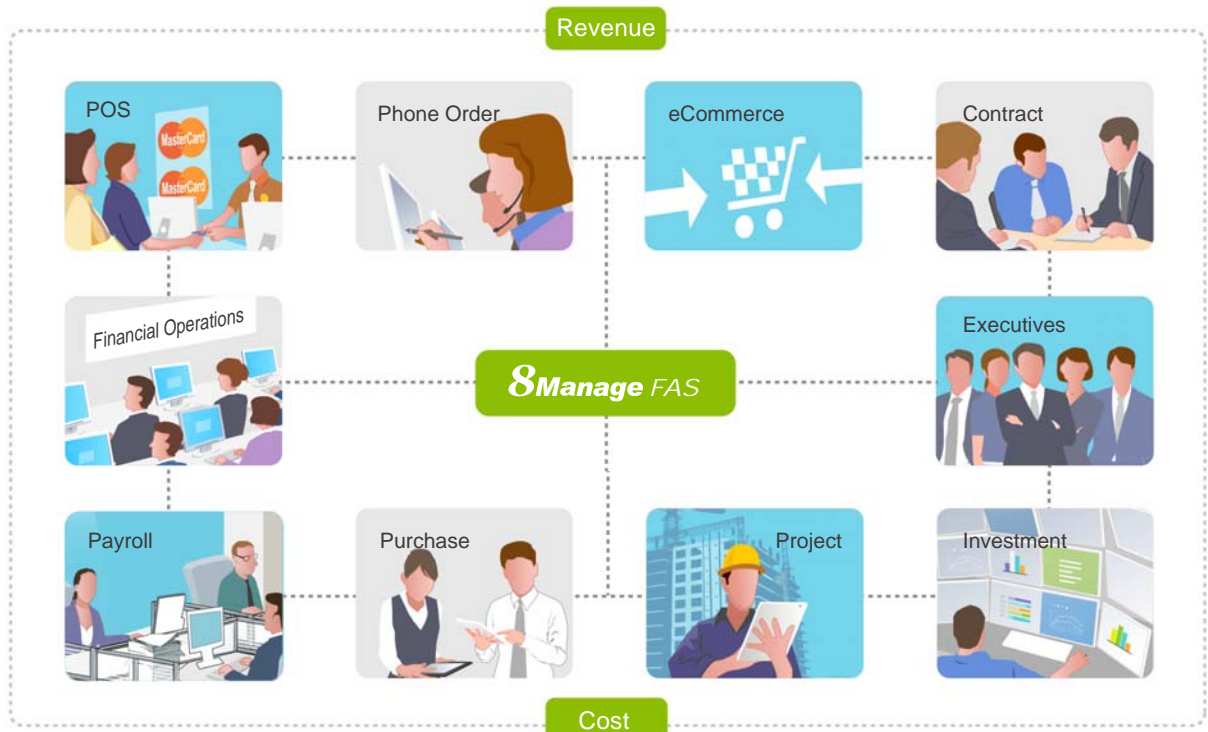 Revenue
POS
MasterCard
MasterCard
Phone Order
eCommerce
Contract
Financial Operations
8Manage FAS
Executives
Payroll
Purchase
Project
Investment
Cost